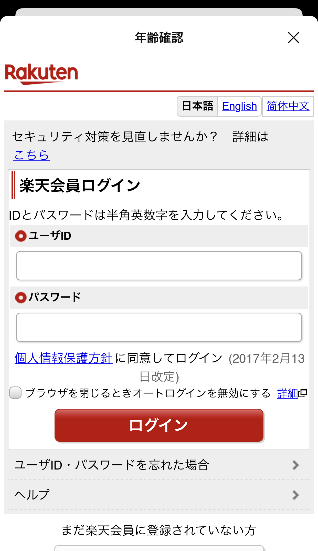 年齢確認
Rakuten
日本語 English 简体中文
セキュリティ対策を見直しませんか？ 詳細は
こちら
楽天会員ログイン
IDとパスワードは半角英数字を入力してください。
ユーザID
パスワード
個人情報保護方針に同意してログイン (2017年2月13
日改定)
ブラウザを閉じるときオートログインを無効にする 詳細
ログイン
ユーザID・パスワードを忘れた場合
ヘルプ
まだ楽天会員に登録されていない方